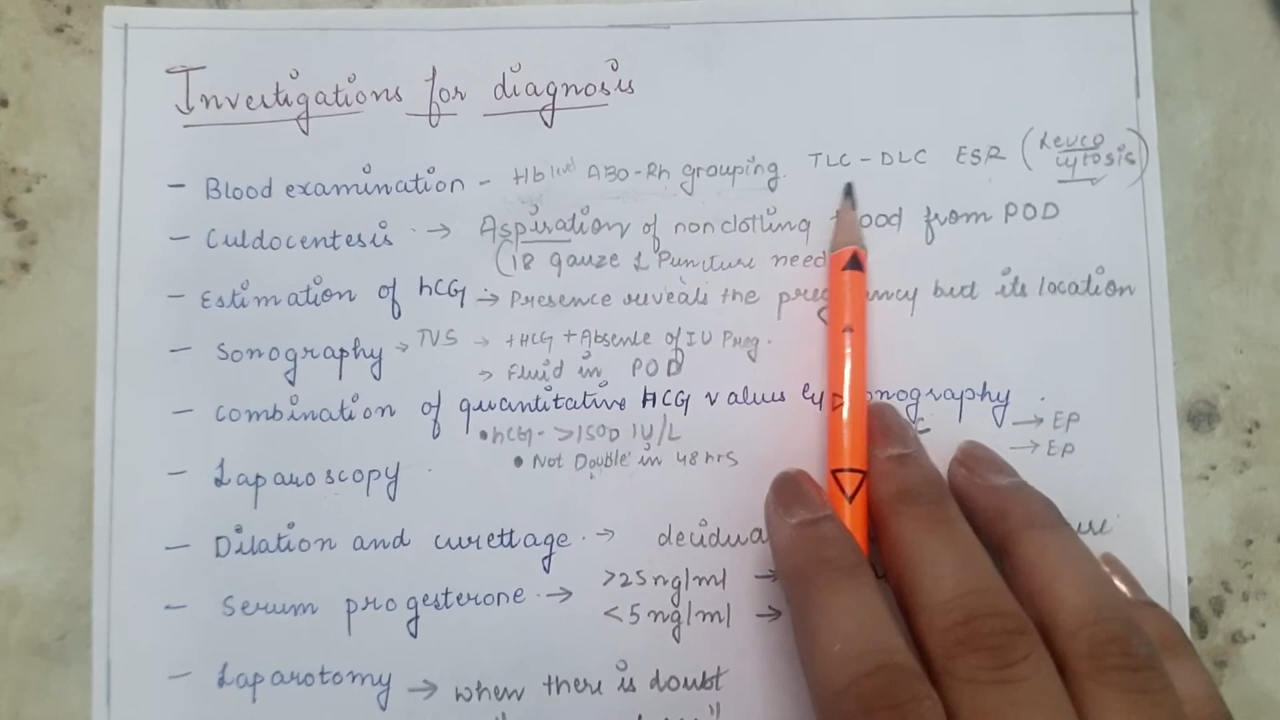 Investigations for diagnosis
- Blood examination - Hb level ABO-Rh grouping. TLC - DLC ESR (Leuco
cytosis)
- Culdocentesis → Aspiration of nonclotting blood from POD
(18 gauze L Puncture need
- Estimation of hCG → Presence reveals the pregnancy but its location
- Sonography → TVS → +HCG + Absence of IU Preg.
→ Fluid in POD
- Combination of quantitative HCG values by sonography
• hCG - >1500 IU/L → EP
• Not Double in 48 hrs → EP
- Laparoscopy
- Dilation and curettage → decidua
- Serum progesterone → >25 ng/ml →
<5 ng/ml →
- Laparotomy → when there is doubt